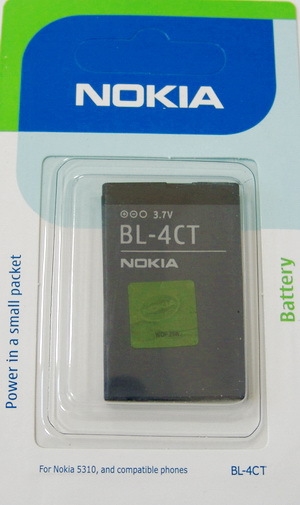 NOKIA
3.7V
BL-4CT
NOKIA
Power in a small packet
Battery
For Nokia 5310, and compatible phones
BL-4CT